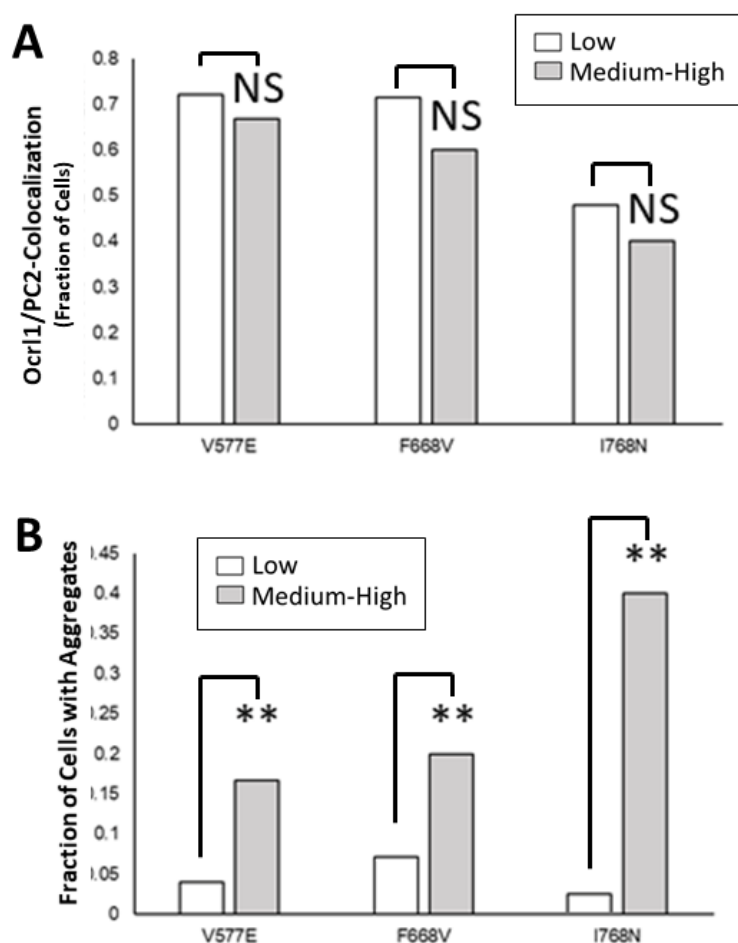 A
Ocrl1/PC2-Colocalization
(Fraction of Cells)
0.8
0.7
0.6
0.5
0.4
0.3
0.2
0.1
0
Low
Medium-High
NS
NS
NS
V577E
F668V
I768N
B
Fraction of Cells with Aggregates
0.45
0.4
0.35
0.3
0.25
0.2
0.15
0.1
0.05
0
Low
Medium-High
**
**
**
V577E
F668V
I768N